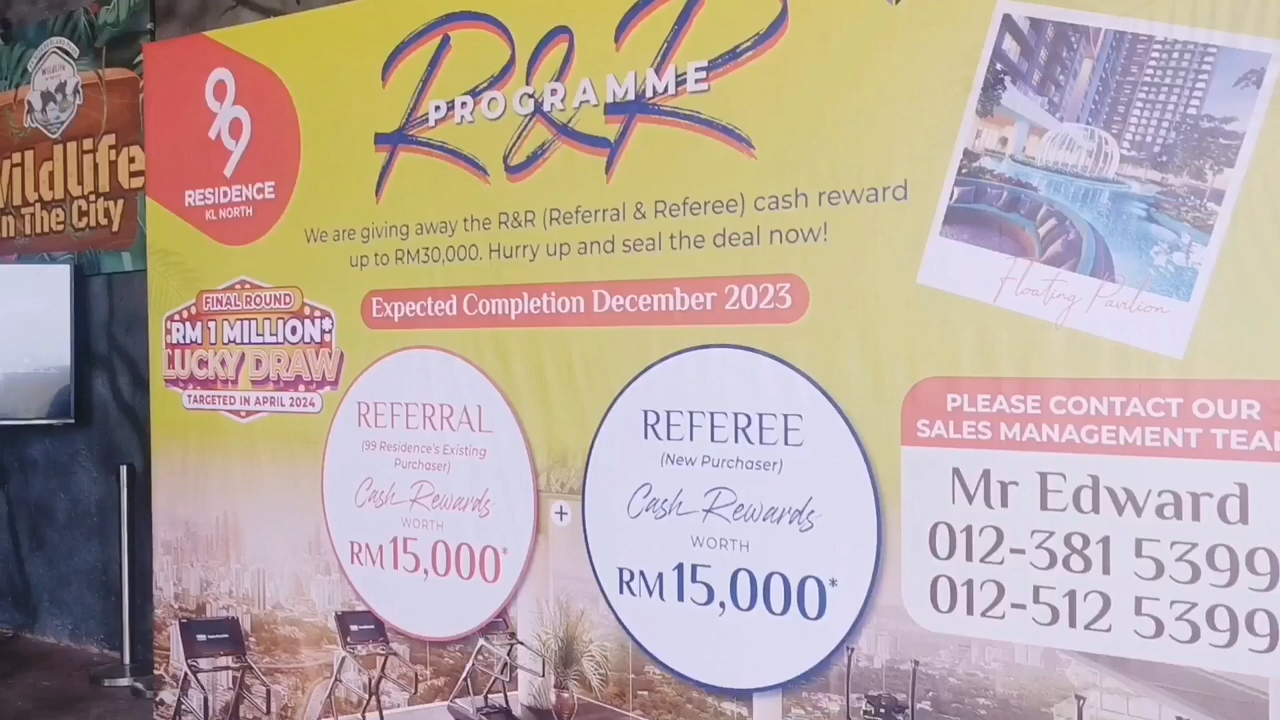 Wildlife
Wildlife
In The City
99
RESIDENCE
KL NORTH
R&R
PROGRAMME
We are giving away the R&R (Referral & Referee) cash reward
up to RM30,000. Hurry up and seal the deal now!
Expected Completion December 2023
FINAL ROUND
RM 1 MILLION*
LUCKY DRAW
TARGETED IN APRIL 2024
REFERRAL
(99 Residence's Existing
Purchaser)
Cash Rewards
WORTH
RM15,000*
+
REFEREE
(New Purchaser)
Cash Rewards
WORTH
RM15,000*
Floating Pavilion
PLEASE CONTACT OUR
SALES MANAGEMENT TEAM
Mr Edward
012-381 5399
012-512 5399